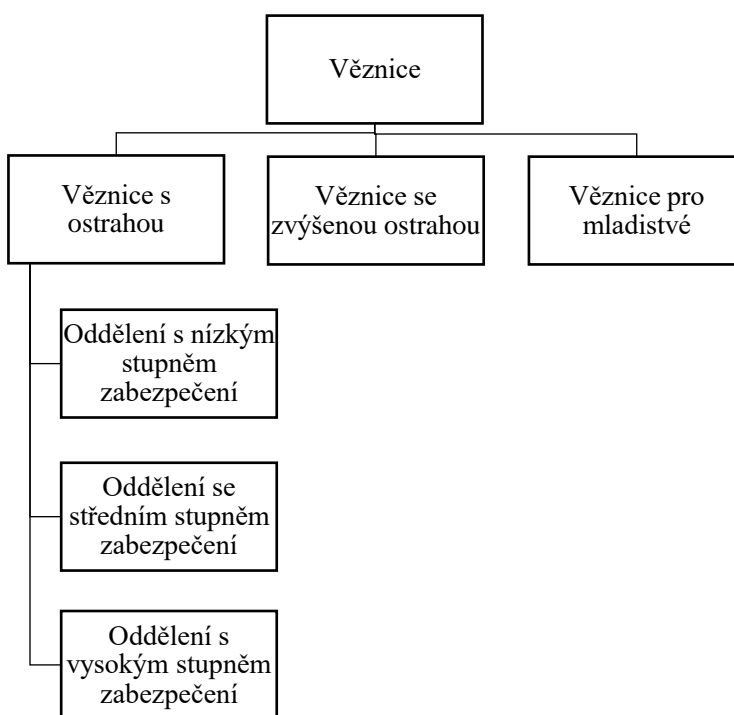 Věznice
Věznice s
ostrahou
Věznice se
zvýšenou ostrahou
Věznice pro
mladistvé
Oddělení s nízkým
stupněm
zabezpečení
Oddělení se
středním stupněm
zabezpečení
Oddělení s
vysokým stupněm
zabezpečení